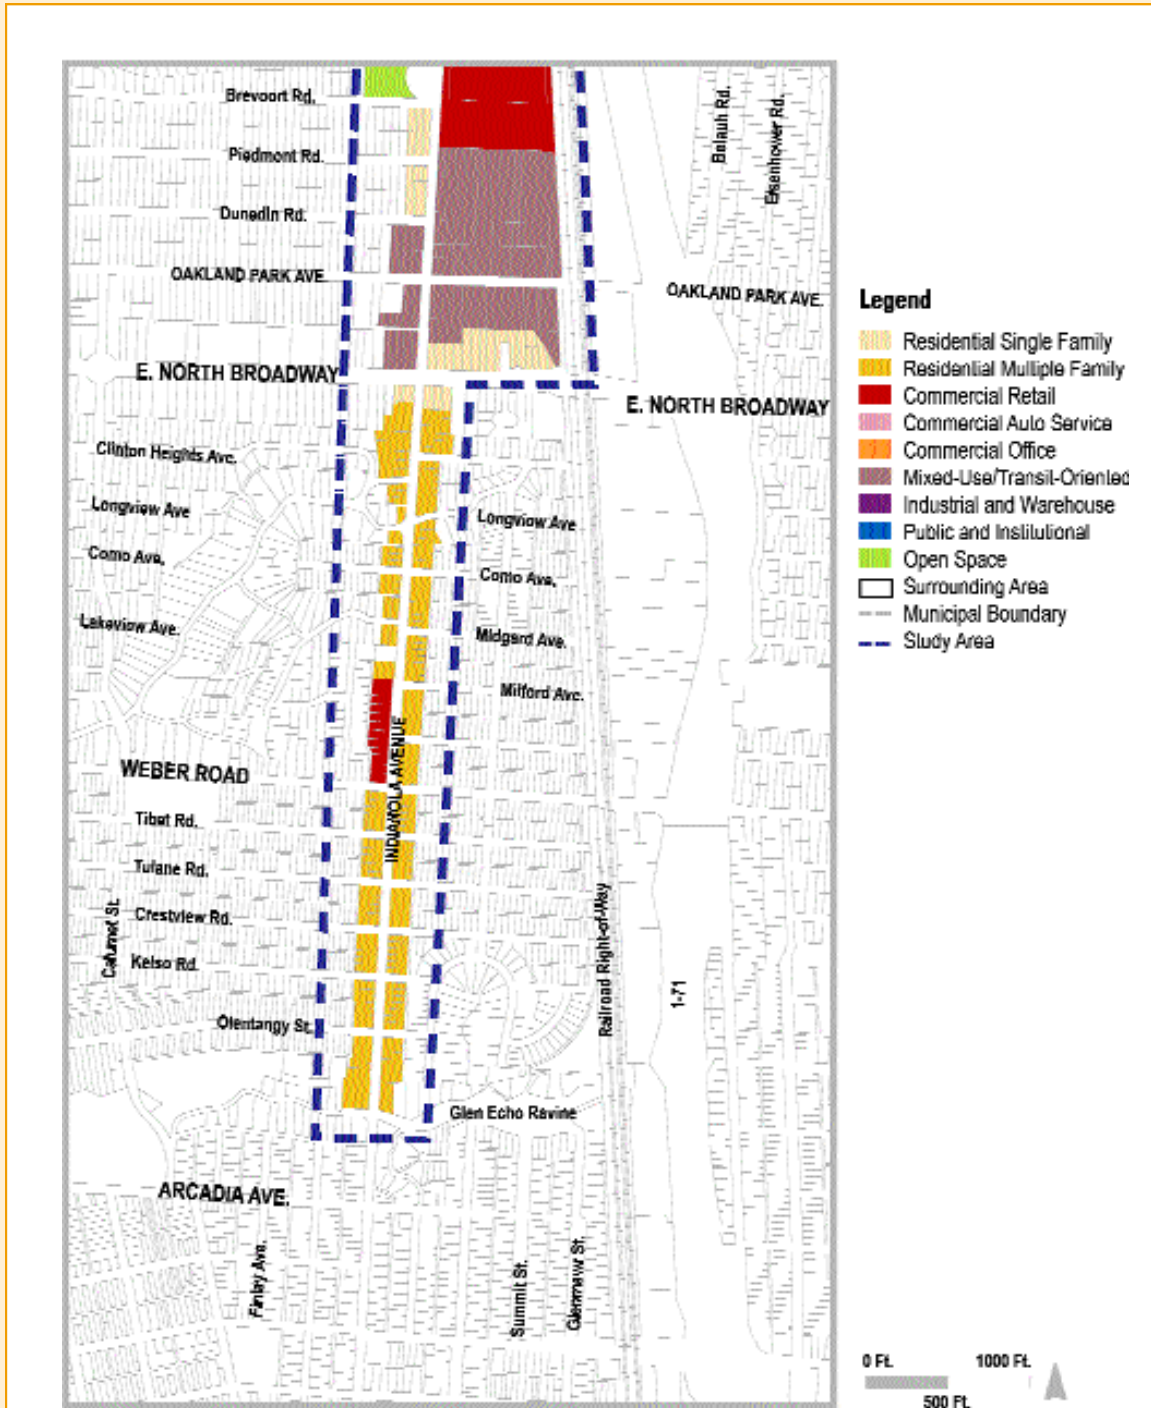 Brevoort Rd.
Piedmont Rd.
Dunedin Rd.
OAKLAND PARK AVE.
E. NORTH BROADWAY
Clinton Heights Ave.
Longview Ave
Como Ave.
Lakeview Ave.
WEBER ROAD
Tibet Rd.
Tulane Rd.
Crestview Rd.
Calumet St.
Kelso Rd.
Olentangy St.
ARCADIA AVE.
Finlay Ave.
INDIANOLA AVENUE
Longview Ave
Como Ave.
Midgard Ave.
Milford Ave.
Glen Echo Ravine
Summit St.
Glenmawr St.
Railroad Right-of-Way
1-71
Eisenhower Rd.
OAKLAND PARK AVE.
E. NORTH BROADWAY
Legend
Residential Single Family
Residential Multiple Family
Commercial Retail
Commercial Auto Service
Commercial Office
Mixed-Use/Transit-Oriented
Industrial and Warehouse
Public and Institutional
Open Space
Surrounding Area
Municipal Boundary
Study Area
0 Ft.
1000 Ft.
500 Ft.